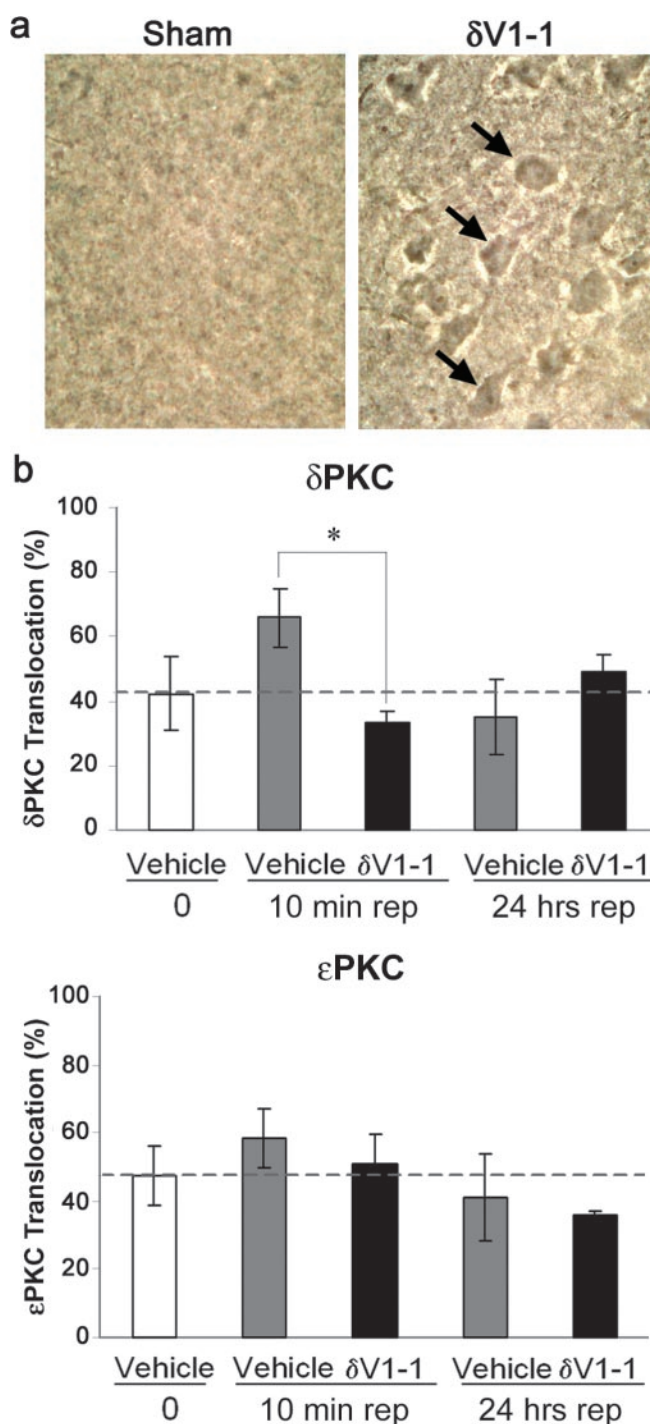 a
Sham δV1-1
b
δPKC
δPKC Translocation (%)
100
80
60
40
20
0
*
Vehicle Vehicle δV1-1 Vehicle δV1-1
0 10 min rep 24 hrs rep
εPKC
εPKC Translocation (%)
100
80
60
40
20
0
Vehicle Vehicle δV1-1 Vehicle δV1-1
0 10 min rep 24 hrs rep